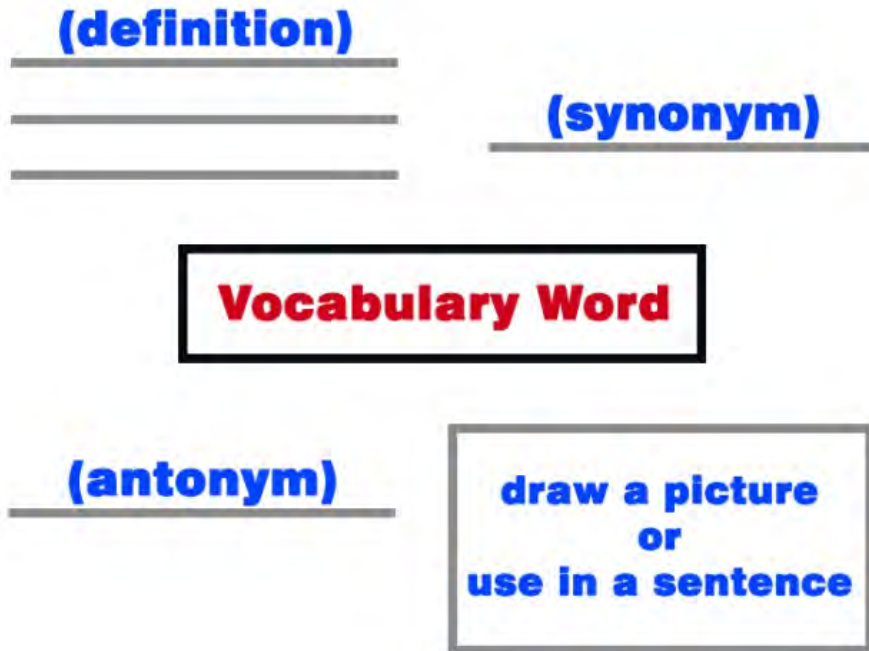 (definition)
(synonym)
Vocabulary Word
(antonym)
draw a picture
or
use in a sentence